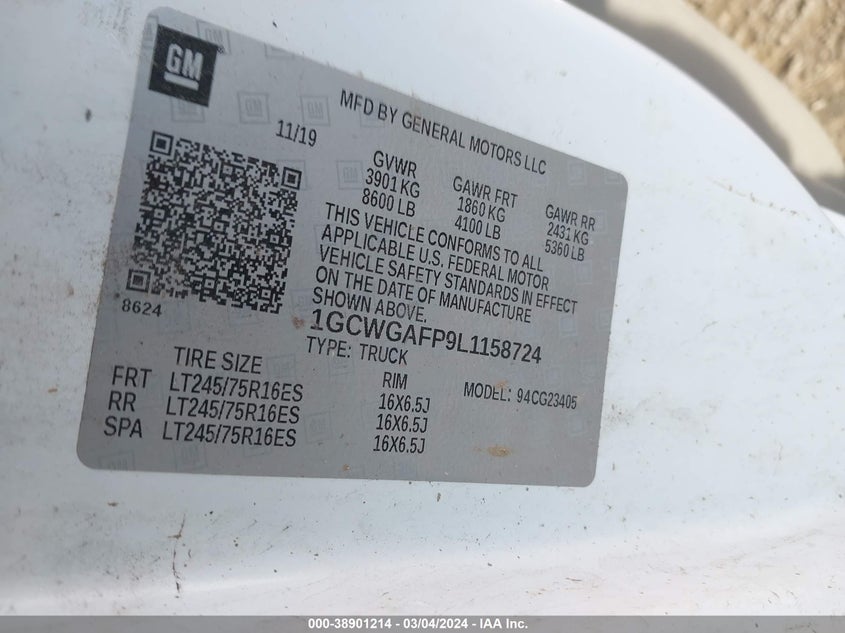 GM
MFD BY GENERAL MOTORS LLC
11/19
GVWR GAWR FRT GAWR RR
3901 KG 1860 KG 2431 KG
8600 LB 4100 LB 5360 LB
THIS VEHICLE CONFORMS TO ALL
APPLICABLE U.S. FEDERAL MOTOR
VEHICLE SAFETY STANDARDS IN EFFECT
ON THE DATE OF MANUFACTURE
SHOWN ABOVE.
8624
1GCWGAFP9L1158724
TYPE: TRUCK
TIRE SIZE RIM MODEL: 94CG23405
FRT LT245/75R16ES 16X6.5J
RR LT245/75R16ES 16X6.5J
SPA LT245/75R16ES 16X6.5J
000-38901214 - 03/04/2024 - IAA Inc.